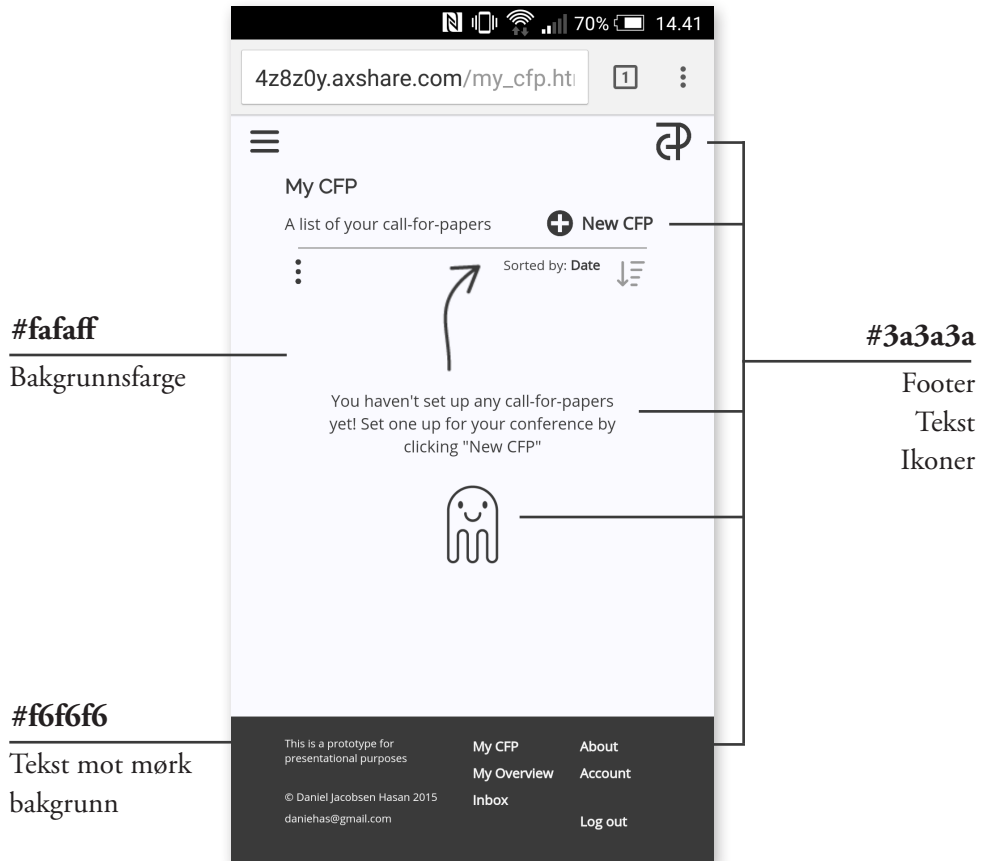 70% 14.41
4z8z0y.axshare.com/my_cfp.ht
1
My CFP
A list of your call-for-papers
New CFP
Sorted by: Date
#fafaff
Bakgrunnsfarge
#3a3a3a
Footer
Tekst
Ikoner
You haven't set up any call-for-papers
yet! Set one up for your conference by
clicking "New CFP"
#f6f6f6
Tekst mot mørk
bakgrunn
This is a prototype for
presentational purposes
© Daniel Jacobsen Hasan 2015
daniehas@gmail.com
My CFP
My Overview
Inbox
About
Account
Log out